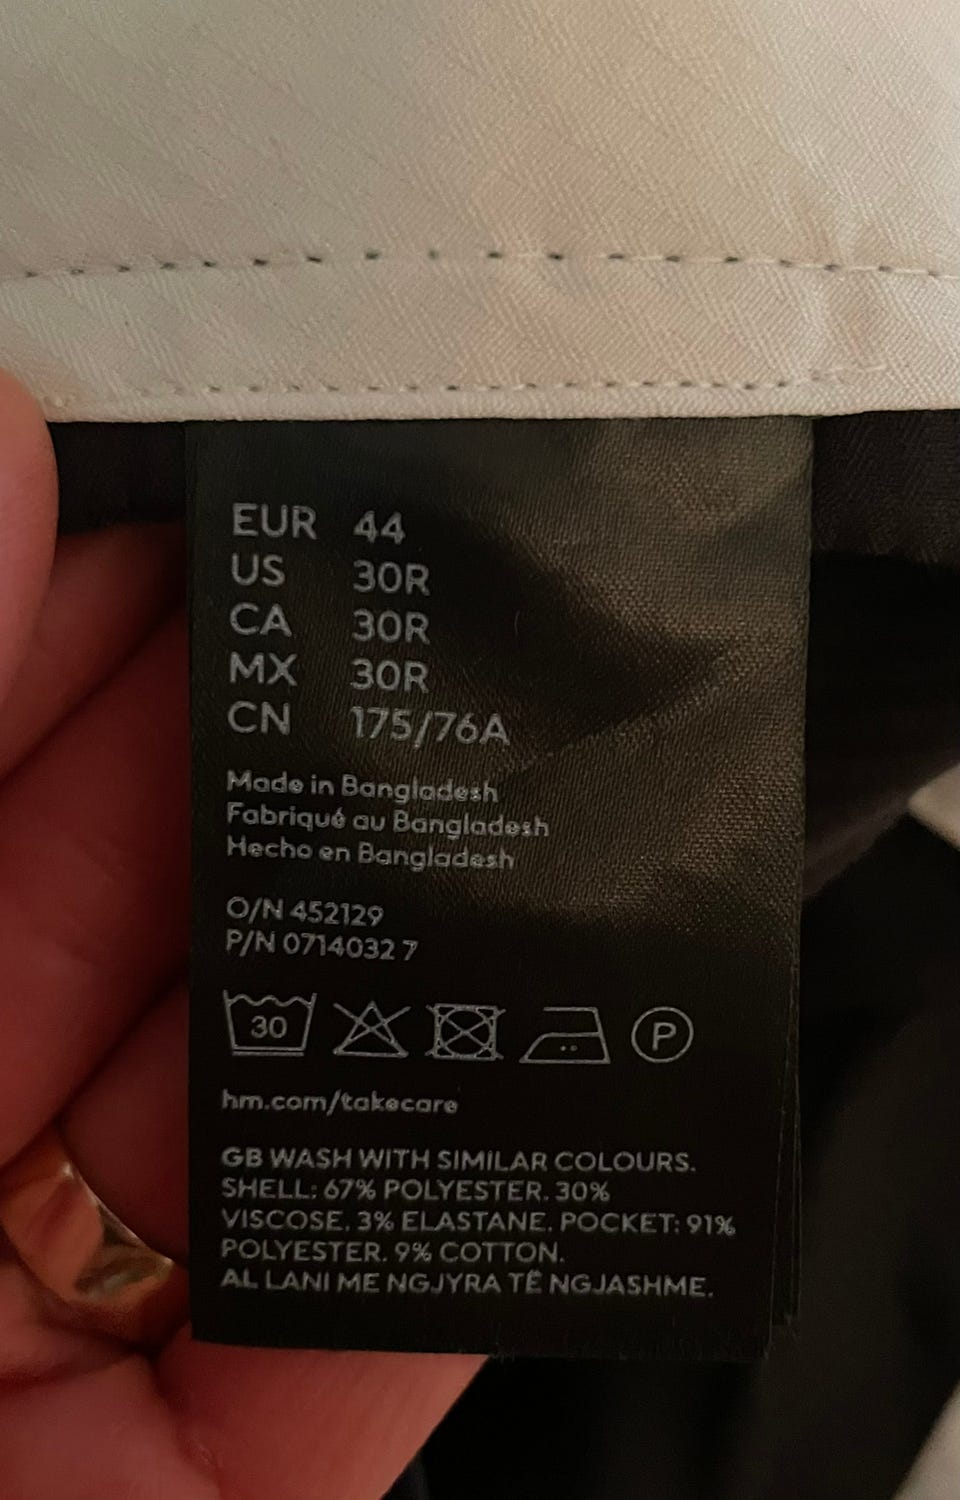 EUR 44
US 30R
CA 30R
MX 30R
CN 175/76A
Made in Bangladesh
Fabriqué au Bangladesh
Hecho en Bangladesh
O/N 452129
P/N 0714032 7
30 P
hm.com/takecare
GB WASH WITH SIMILAR COLOURS.
SHELL: 67% POLYESTER. 30%
VISCOSE. 3% ELASTANE. POCKET: 91%
POLYESTER. 9% COTTON.
AL LANI ME NGJYRA TË NGJASHME.